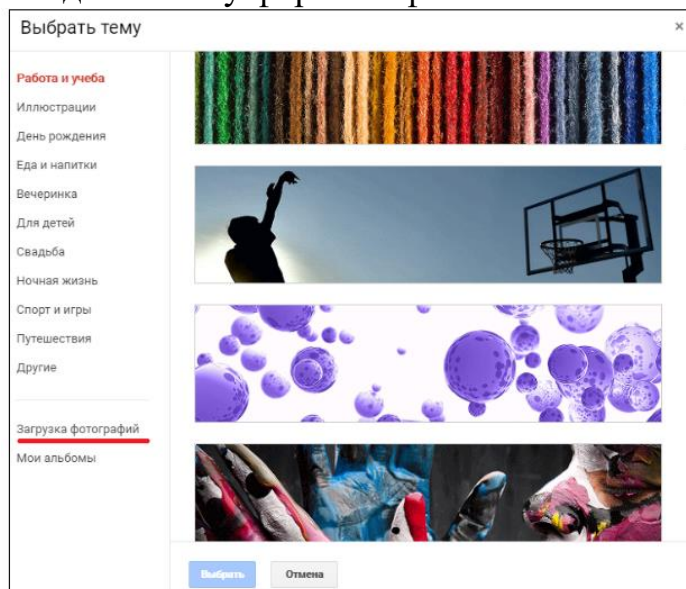 Выбрать тему
×
Работа и учеба
Иллюстрации
День рождения
Еда и напитки
Вечеринка
Для детей
Свадьба
Ночная жизнь
Спорт и игры
Путешествия
Другие
Загрузка фотографий
Мои альбомы
Выбрать Отмена